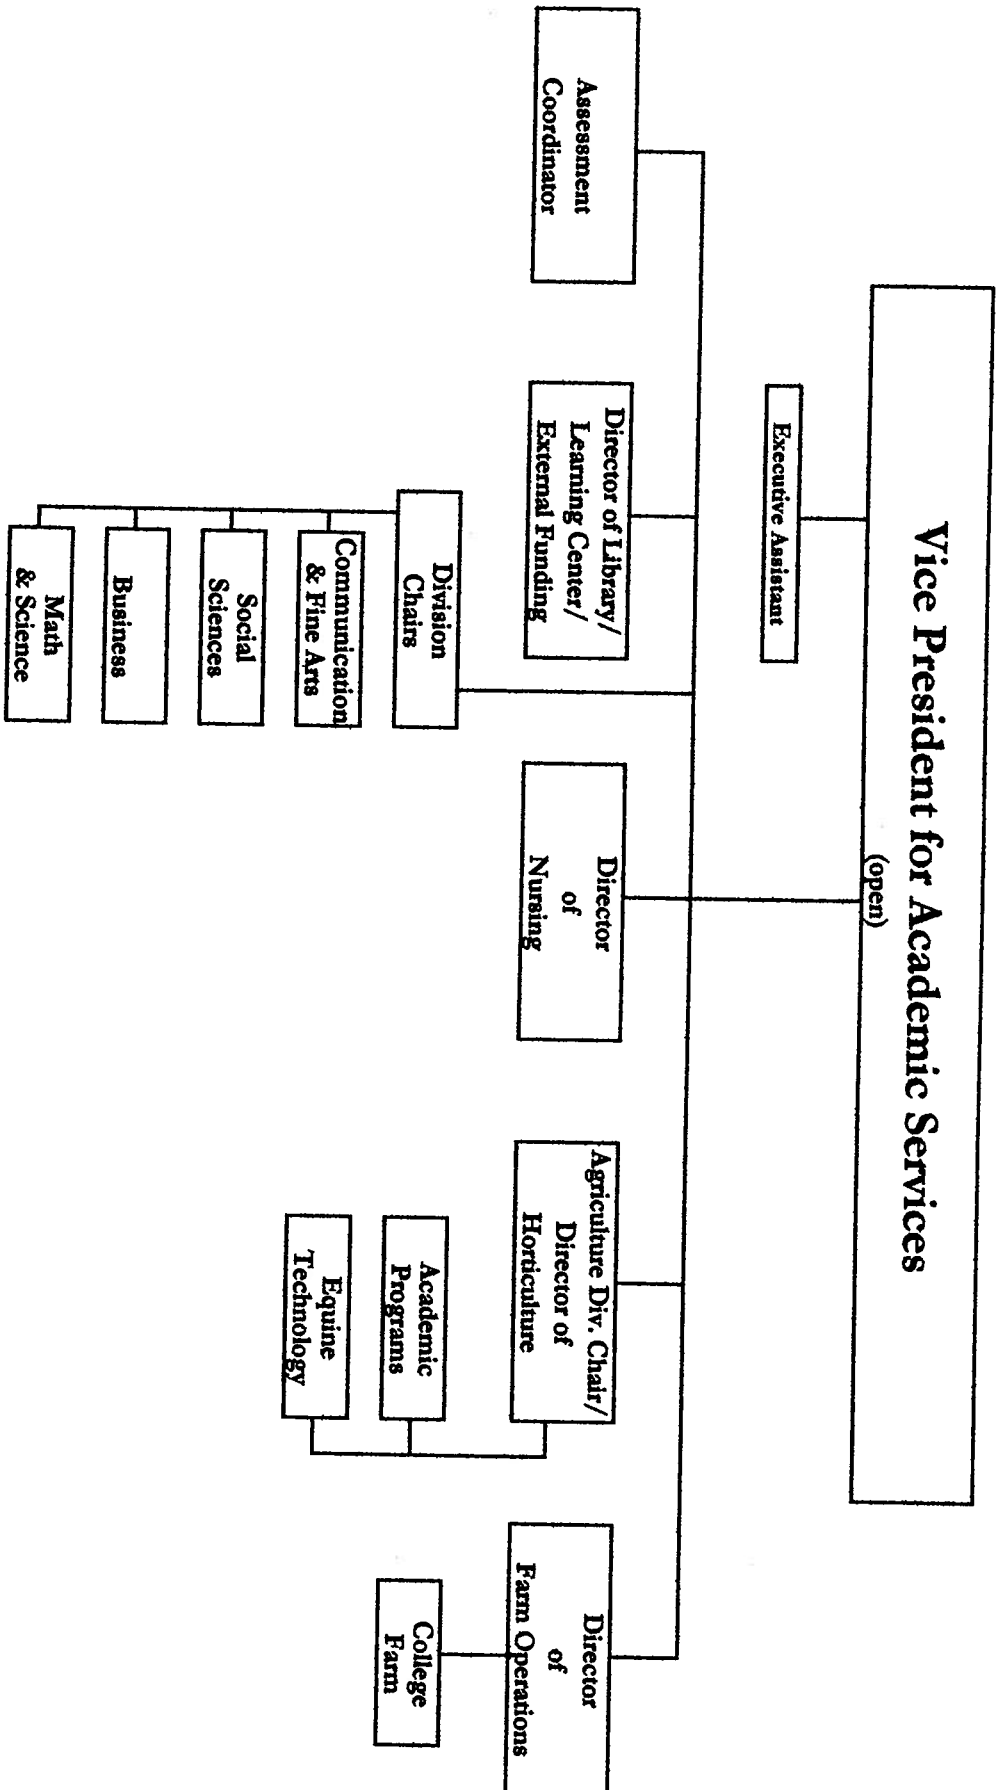 Vice President for Academic Services
(open)
Executive Assistant
Assessment
Coordinator
Director of Library/
Learning Center/
External Funding
Division
Chairs
Communication
& Fine Arts
Social
Sciences
Business
Math
& Science
Director
of
Nursing
Agriculture Div. Chair/
Director of
Horticulture
Academic
Programs
Equine
Technology
Director
of
Farm Operations
College
Farm